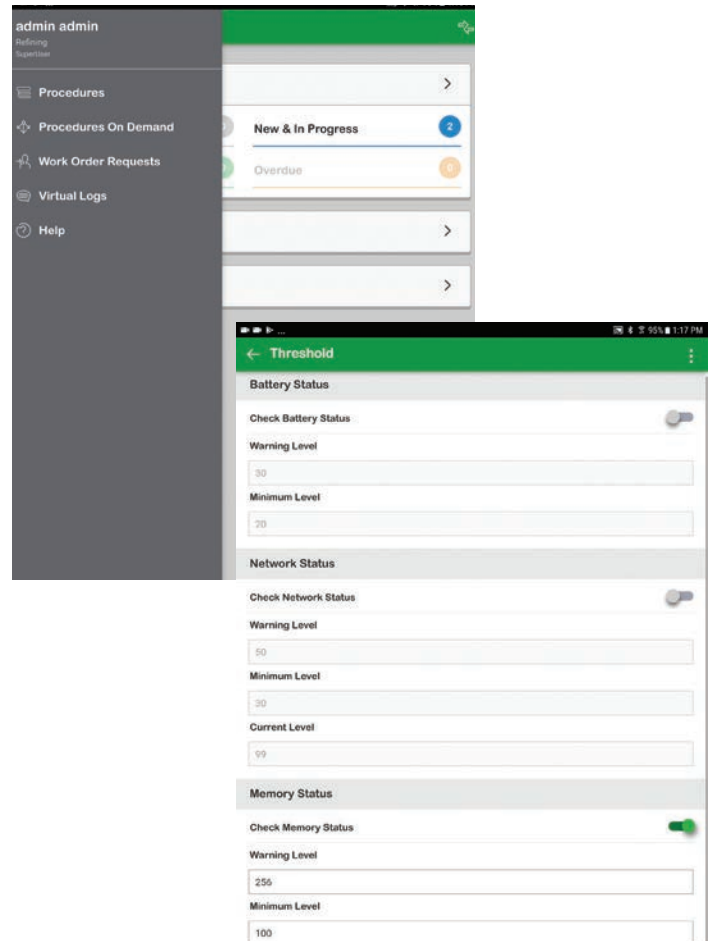 admin admin
Refining
Procedures
Procedures On Demand
Work Order Requests
Virtual Logs
Help
New & In Progress
2
Overdue
0
... 95% 1:17 PM
Threshold
Battery Status
Check Battery Status
Warning Level
30
Minimum Level
20
Network Status
Check Network Status
Warning Level
50
Minimum Level
30
Current Level
99
Memory Status
Check Memory Status
Warning Level
256
Minimum Level
100